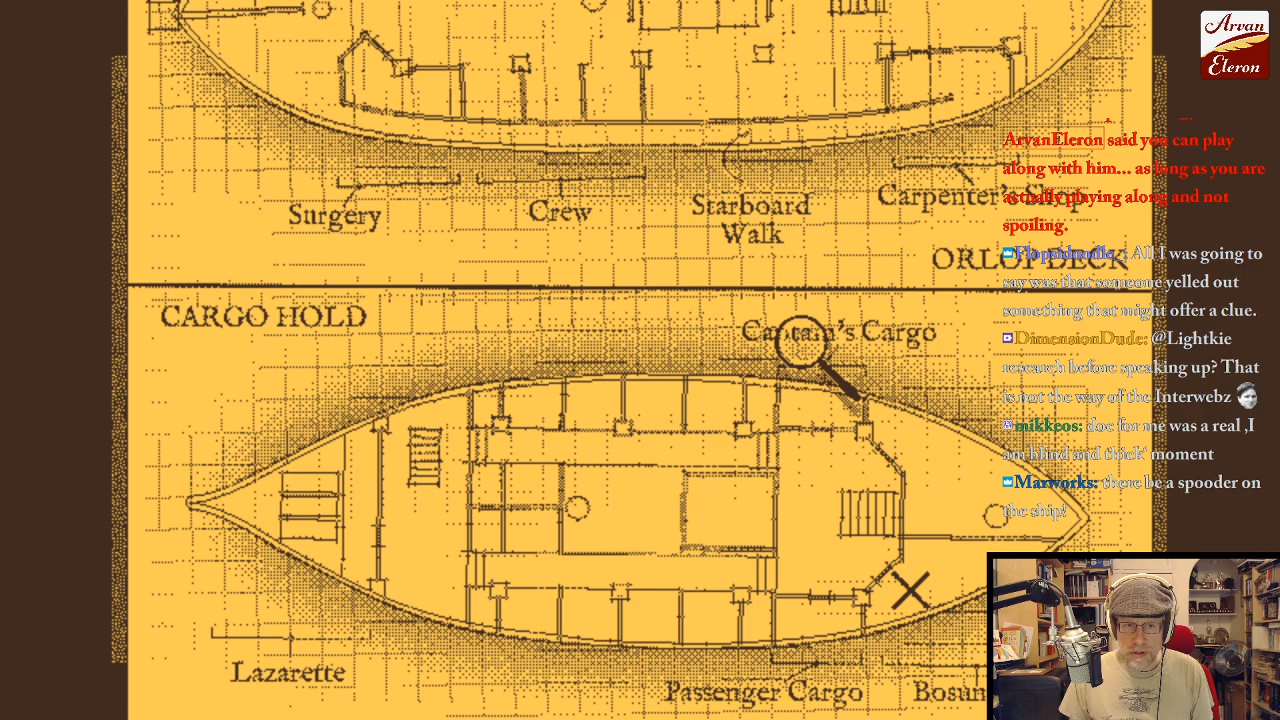 Arvan
Eleron
Surgery
Crew
Starboard
Walk
Carpenter's Shop
ORLOP DECK
CARGO HOLD
Captain's Cargo
Lazarette
Passenger Cargo
Bosun
ArvanEleron said you can play
along with him... as long as you are
actually playing along and not
spoiling.
Flopsidoodle_: All I was going to
say was that someone yelled out
something that might offer a clue.
DimensionDude: @Lightkie
research before speaking up? That
is not the way of the Interwebz
mikkeos: doc for me was a real ,I
am blind and thick' moment
Marworks: there be a spooder on
the ship!